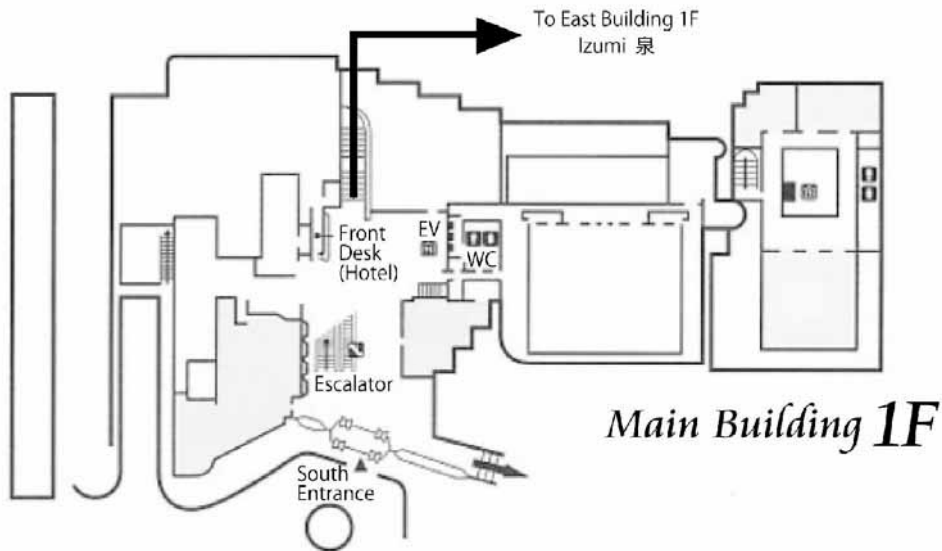 To East Building 1F
Izumi 泉
Front
Desk
(Hotel)
EV
WC
Escalator
Main Building 1F
South
Entrance